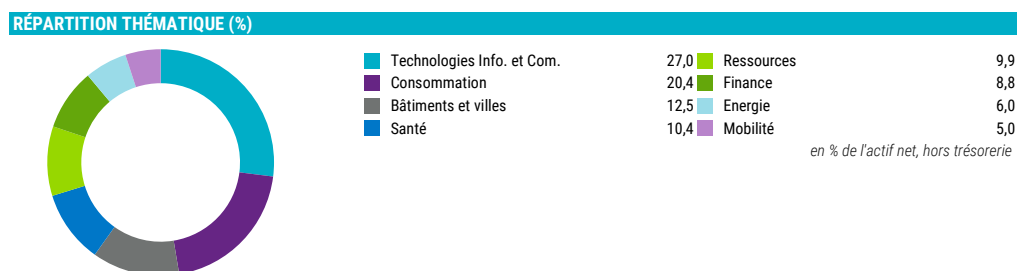 RÉPARTITION THÉMATIQUE (%)
Technologies Info. et Com. 27,0 Ressources 9,9
Consommation 20,4 Finance 8,8
Bâtiments et villes 12,5 Energie 6,0
Santé 10,4 Mobilité 5,0
en % de l'actif net, hors trésorerie